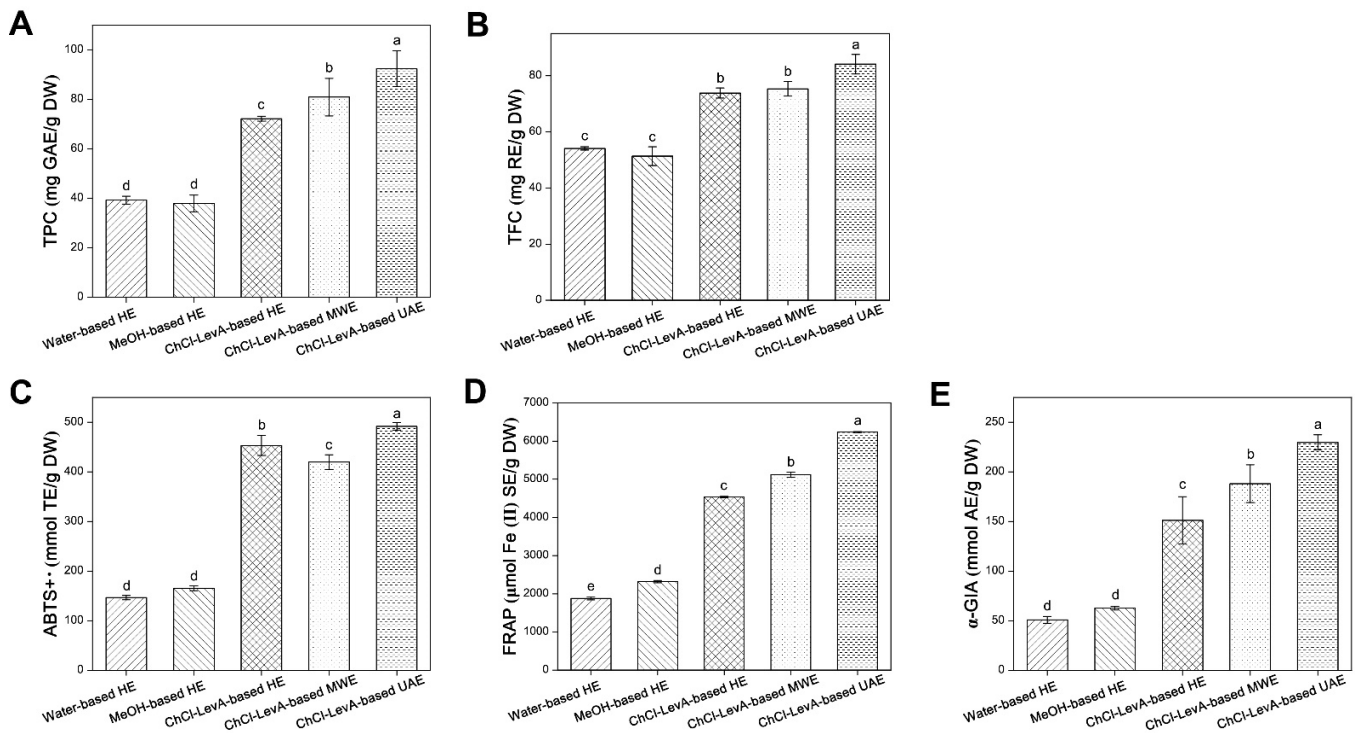 A
TPC (mg GAE/g DW)
100
80
60
40
20
0
d
d
c
b
a
Water-based HE
MeOH-based HE
ChCl-LevA-based HE
ChCl-LevA-based MWE
ChCl-LevA-based UAE
B
TFC (mg RE/g DW)
80
60
40
20
0
c
c
b
b
a
Water-based HE
MeOH-based HE
ChCl-LevA-based HE
ChCl-LevA-based MWE
ChCl-LevA-based UAE
C
ABTS+• (mmol TE/g DW)
500
400
300
200
100
0
d
d
b
c
a
Water-based HE
MeOH-based HE
ChCl-LevA-based HE
ChCl-LevA-based MWE
ChCl-LevA-based UAE
D
FRAP (μmol Fe (II) SE/g DW)
7000
6000
5000
4000
3000
2000
1000
0
e
d
c
b
a
Water-based HE
MeOH-based HE
ChCl-LevA-based HE
ChCl-LevA-based MWE
ChCl-LevA-based UAE
E
α-GIA (mmol AE/g DW)
250
200
150
100
50
0
d
d
c
b
a
Water-based HE
MeOH-based HE
ChCl-LevA-based HE
ChCl-LevA-based MWE
ChCl-LevA-based UAE